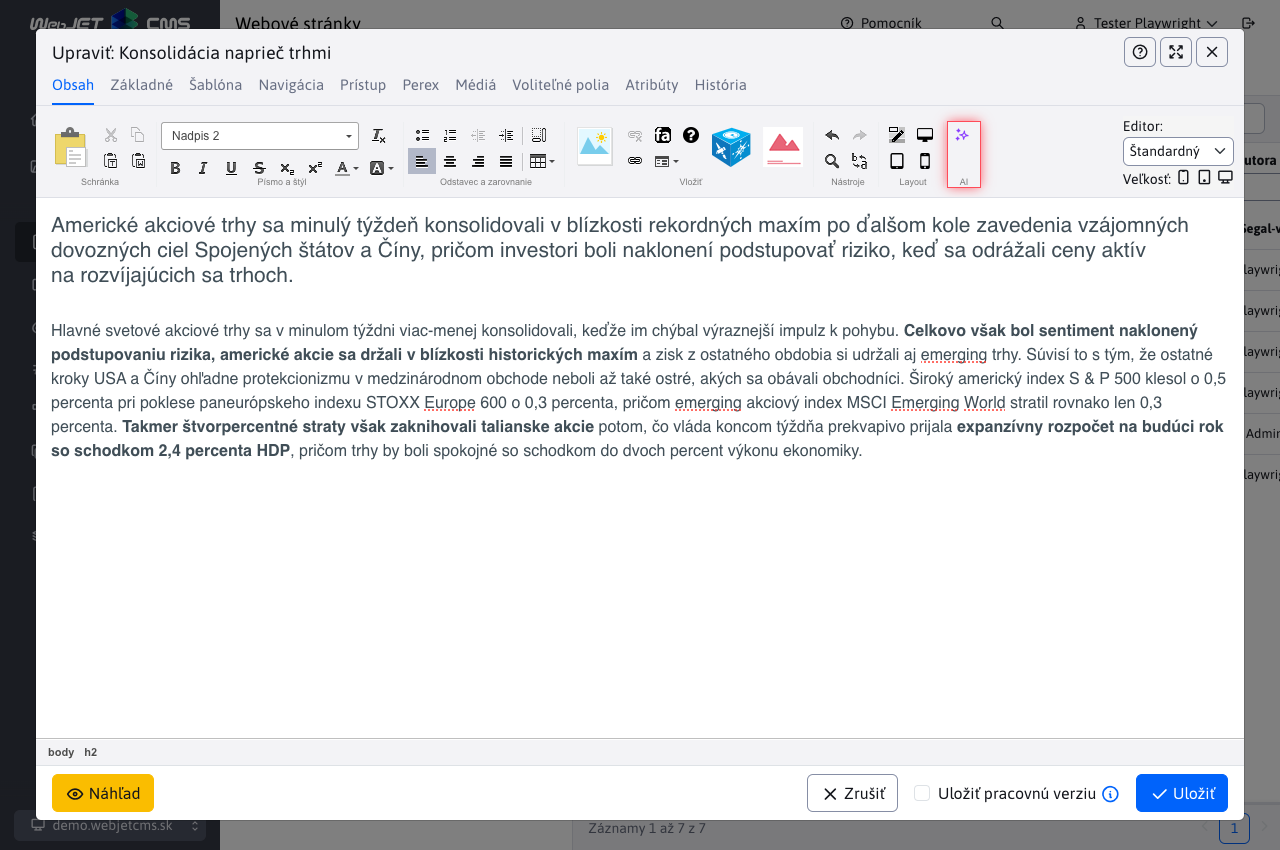 WebJET CMS
Webové stránky
Pomocník
Tester Playwright
Upraviť: Konsolidácia naprieč trhmi
Obsah Základné Šablóna Navigácia Prístup Perex Médiá Voliteľné polia Atribúty História
Nadpis 2
Schránka
Písmo a štýl
Odstavec a zarovnanie
Vložiť
Nástroje
Layout
AI
Editor:
Štandardný
Veľkosť:
Americké akciové trhy sa minulý týždeň konsolidovali v blízkosti rekordných maxím po ďalšom kole zavedenia vzájomných
dovozných ciel Spojených štátov a Číny, pričom investori boli naklonení podstupovať riziko, keď sa odrážali ceny aktív
na rozvíjajúcich sa trhoch.
Hlavné svetové akciové trhy sa v minulom týždni viac-menej konsolidovali, keďže im chýbal výraznejší impulz k pohybu. Celkovo však bol sentiment naklonený
podstupovaniu rizika, americké akcie sa držali v blízkosti historických maxím a zisk z ostatného obdobia si udržali aj emerging trhy. Súvisí to s tým, že ostatné
kroky USA a Číny ohľadne protekcionizmu v medzinárodnom obchode neboli až také ostré, akých sa obávali obchodníci. Široký americký index S & P 500 klesol o 0,5
percenta pri poklese paneurópskeho indexu STOXX Europe 600 o 0,3 percenta, pričom emerging akciový index MSCI Emerging World stratil rovnako len 0,3
percenta. Takmer štvorpercentné straty však zaknihovali talianske akcie potom, čo vláda koncom týždňa prekvapivo prijala expanzívny rozpočet na budúci rok
so schodkom 2,4 percenta HDP, pričom trhy by boli spokojné so schodkom do dvoch percent výkonu ekonomiky.
body h2
Náhľad
Zrušiť
Uložiť pracovnú verziu
Uložiť
demo.webjetcms.sk
Záznamy 1 až 7 z 7
1